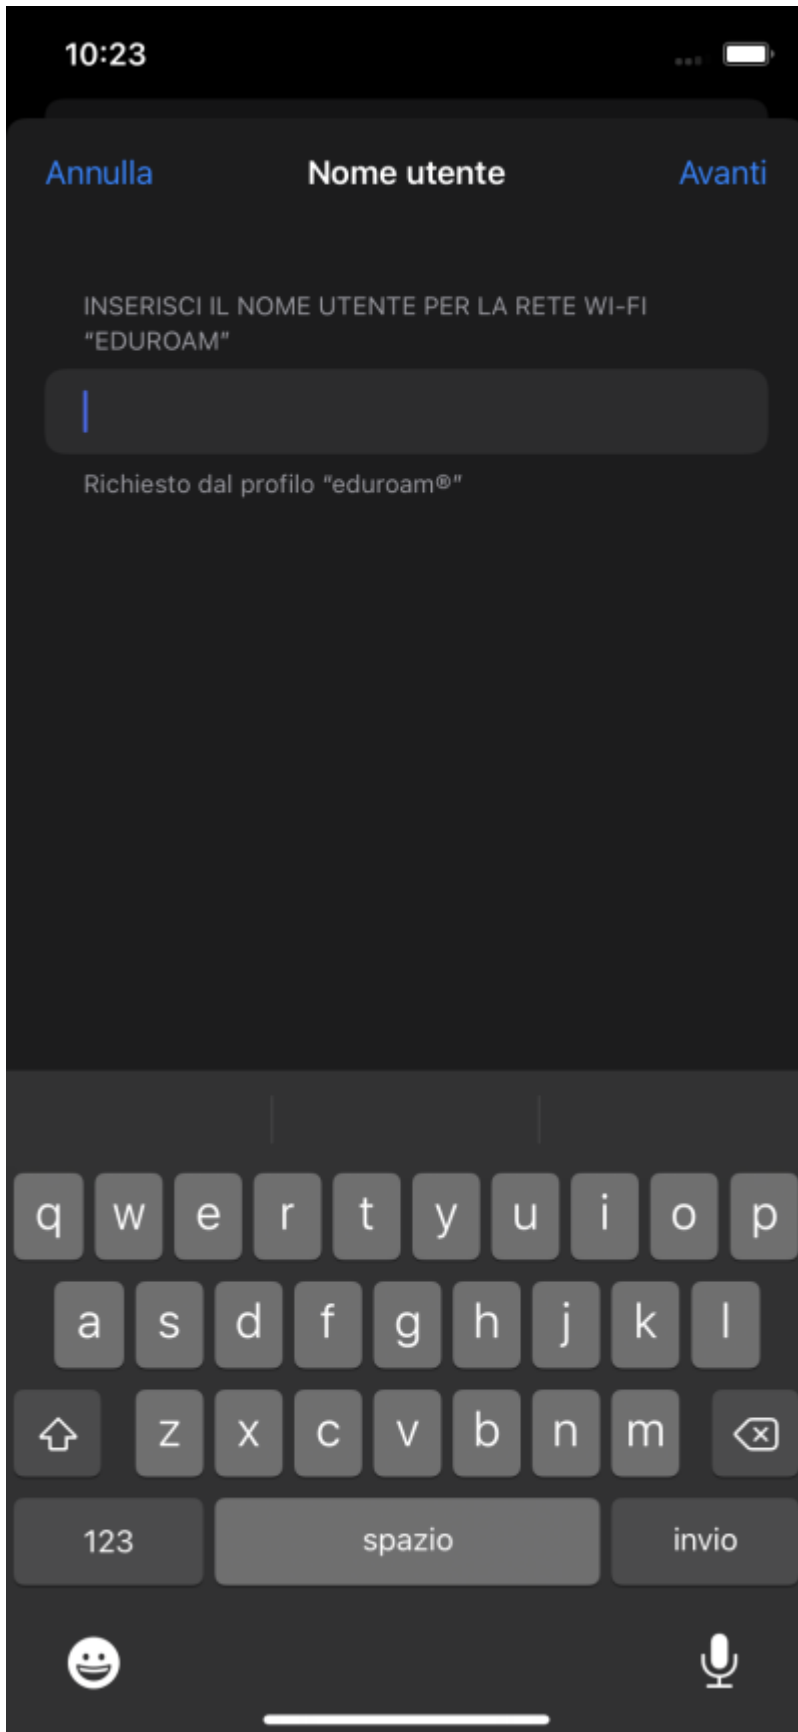 10:23
Annulla Nome utente Avanti
INSERISCI IL NOME UTENTE PER LA RETE WI-FI
“EDUROAM”
Richiesto dal profilo “eduroam®”
q w e r t y u i o p
a s d f g h j k l
z x c v b n m
123 spazio invio